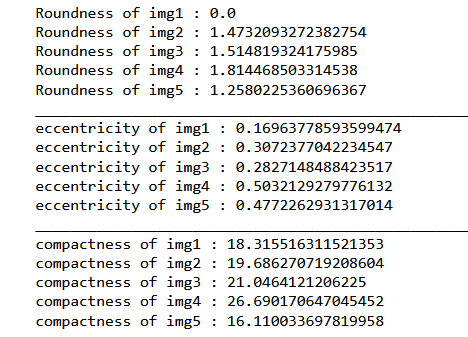 Roundness of img1 : 0.0
Roundness of img2 : 1.4732093272382754
Roundness of img3 : 1.514819324175985
Roundness of img4 : 1.814468503314538
Roundness of img5 : 1.2580225360696367
eccentricity of img1 : 0.16963778593599474
eccentricity of img2 : 0.3072377042234547
eccentricity of img3 : 0.2827148488423517
eccentricity of img4 : 0.5032129279776132
eccentricity of img5 : 0.4772262931317014
compactness of img1 : 18.315516311521353
compactness of img2 : 19.686270719208604
compactness of img3 : 21.0464121206225
compactness of img4 : 26.690170647045452
compactness of img5 : 16.110033697819958